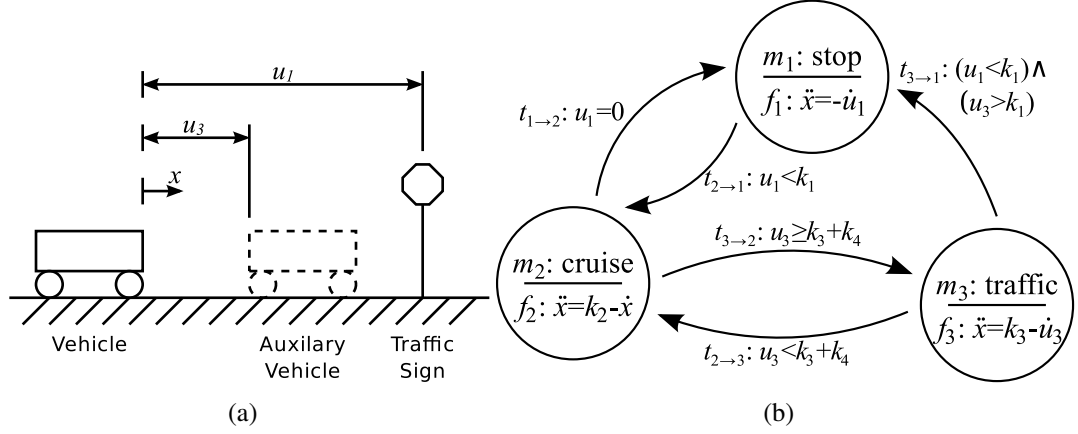 u₁
u₃
x
Vehicle
Auxilary
Vehicle
Traffic
Sign
(a)
m₁: stop
f₁: ẍ=-u̇₁
t₁→₂: u₁=0
t₂→₁: u₁<k₁
t₃→₁: (u₁<k₁)∧
(u₃>k₁)
m₂: cruise
f₂: ẍ=k₂-ẋ
t₃→₂: u₃≥k₃+k₄
t₂→₃: u₃<k₃+k₄
m₃: traffic
f₃: ẍ=k₃-u̇₃
(b)